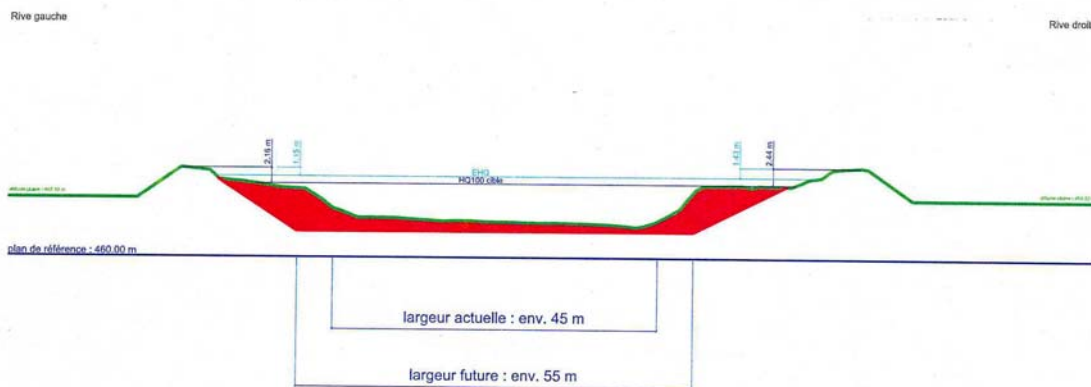 Rive gauche
Rive droit
2.16 m
1.15 m
1.43 m
2.44 m
EHQ
HQ100 cible
plan de référence : 460.00 m
largeur actuelle : env. 45 m
largeur future : env. 55 m